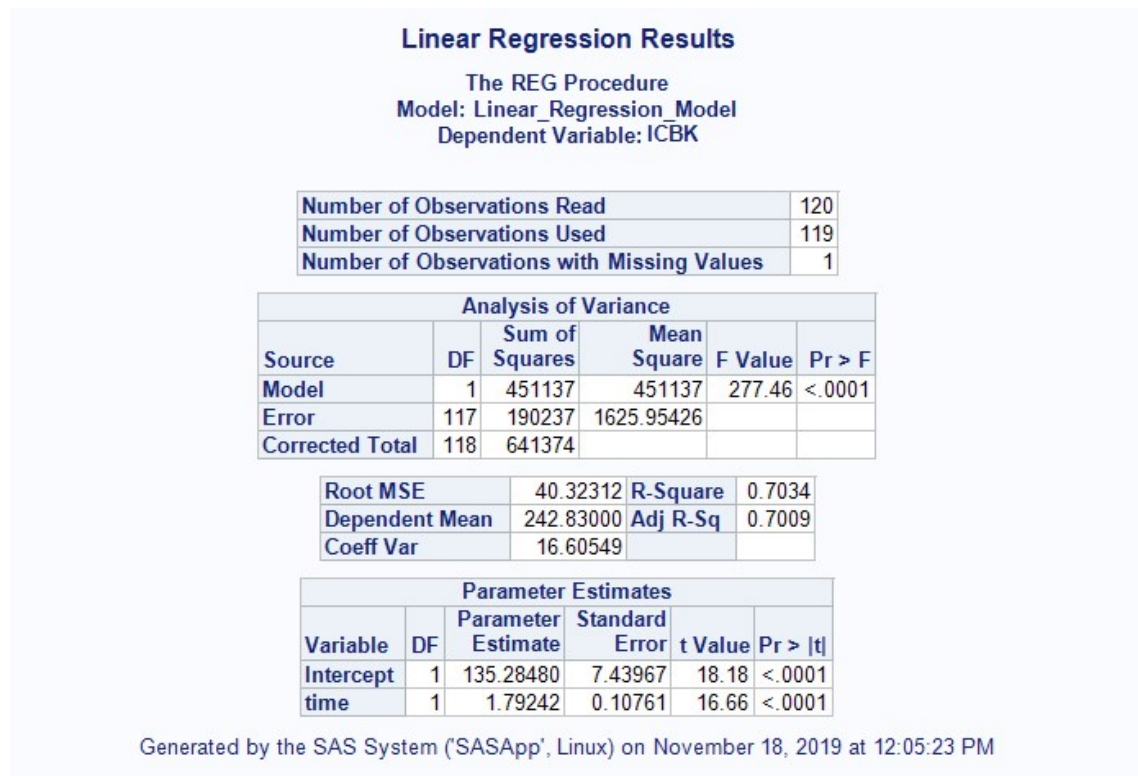 Linear Regression Results
The REG Procedure
Model: Linear_Regression_Model
Dependent Variable: ICBK
Number of Observations Read 120
Number of Observations Used 119
Number of Observations with Missing Values 1
Analysis of Variance
Source DF Sum of Squares Mean Square F Value Pr > F
Model 1 451137 451137 277.46 <.0001
Error 117 190237 1625.95426
Corrected Total 118 641374
Root MSE 40.32312 R-Square 0.7034
Dependent Mean 242.83000 Adj R-Sq 0.7009
Coeff Var 16.60549
Parameter Estimates
Variable DF Parameter Estimate Standard Error t Value Pr > |t|
Intercept 1 135.28480 7.43967 18.18 <.0001
time 1 1.79242 0.10761 16.66 <.0001
Generated by the SAS System ('SASApp', Linux) on November 18, 2019 at 12:05:23 PM